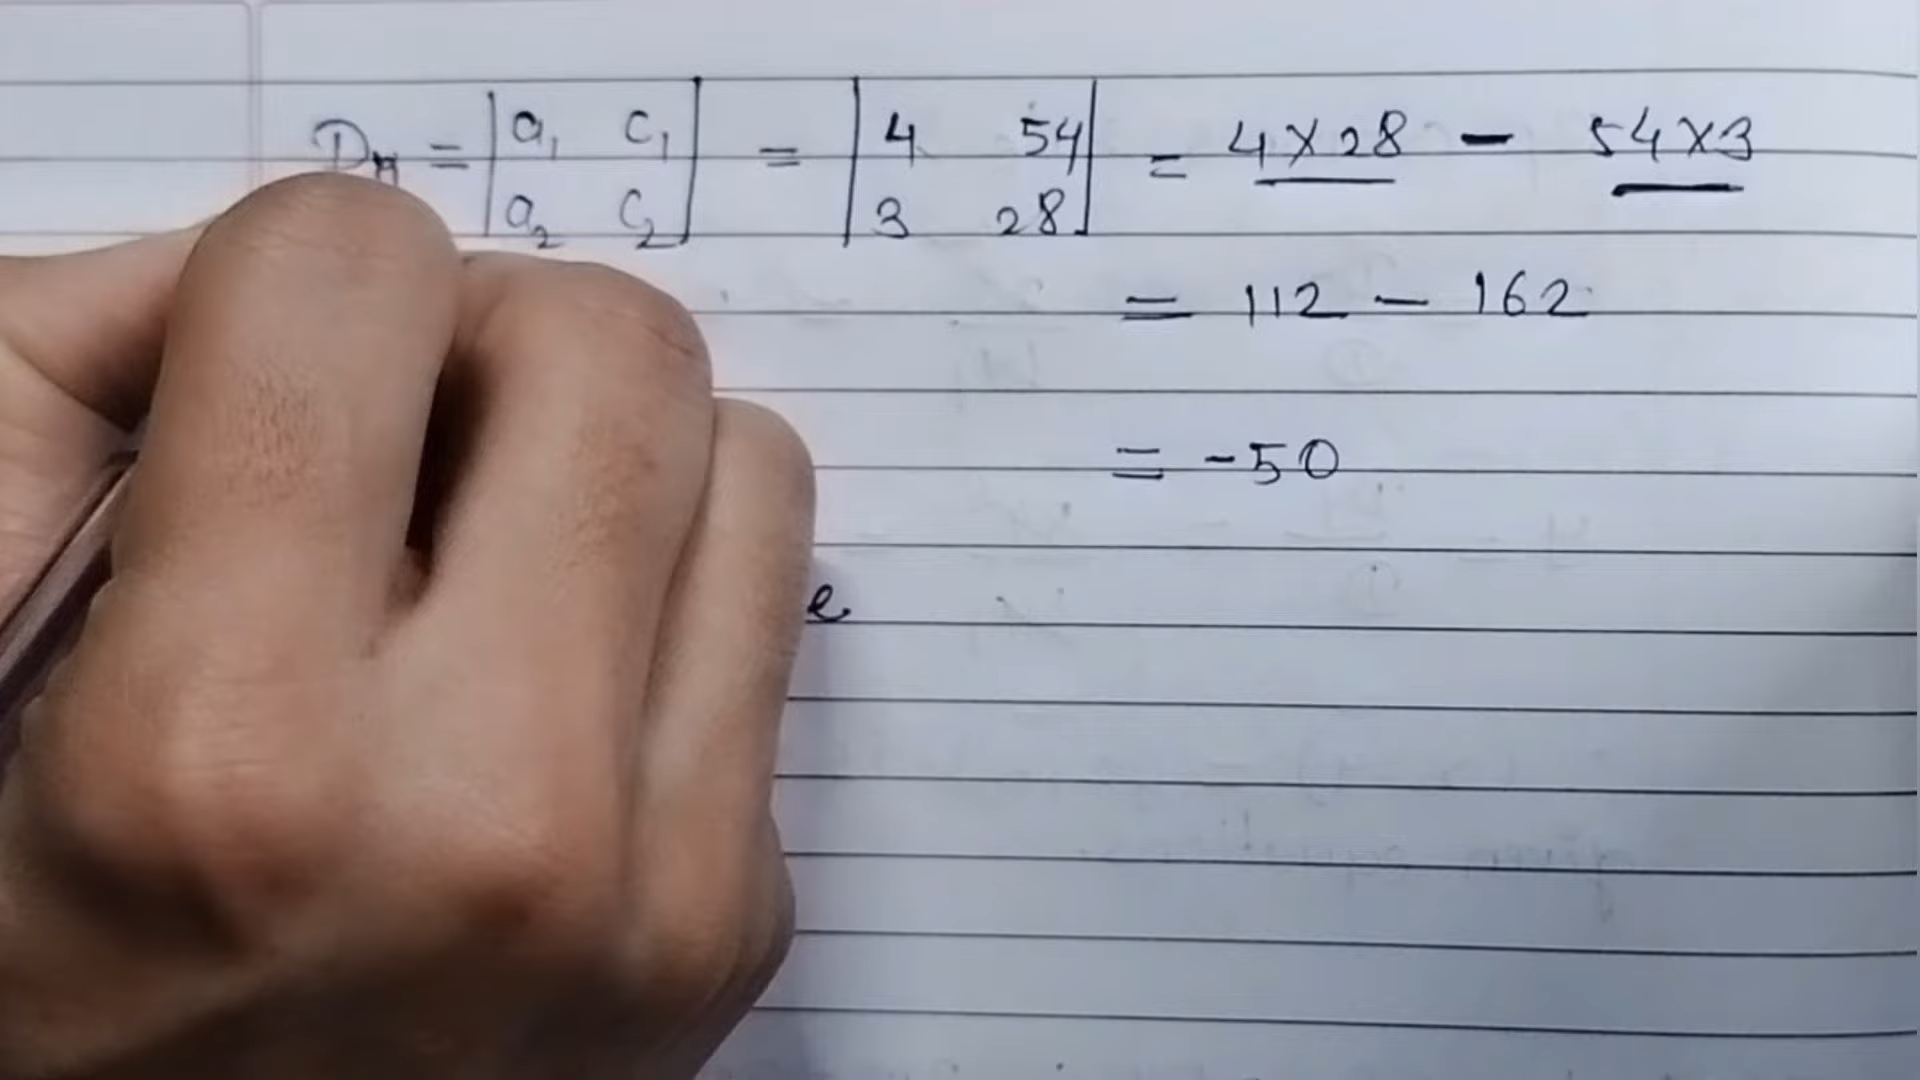 D = | a₁ c₁ | = | 4 54 | = 4×28 − 54×3
| a₂ c₂ | | 3 28 |
= 112 − 162
= -50